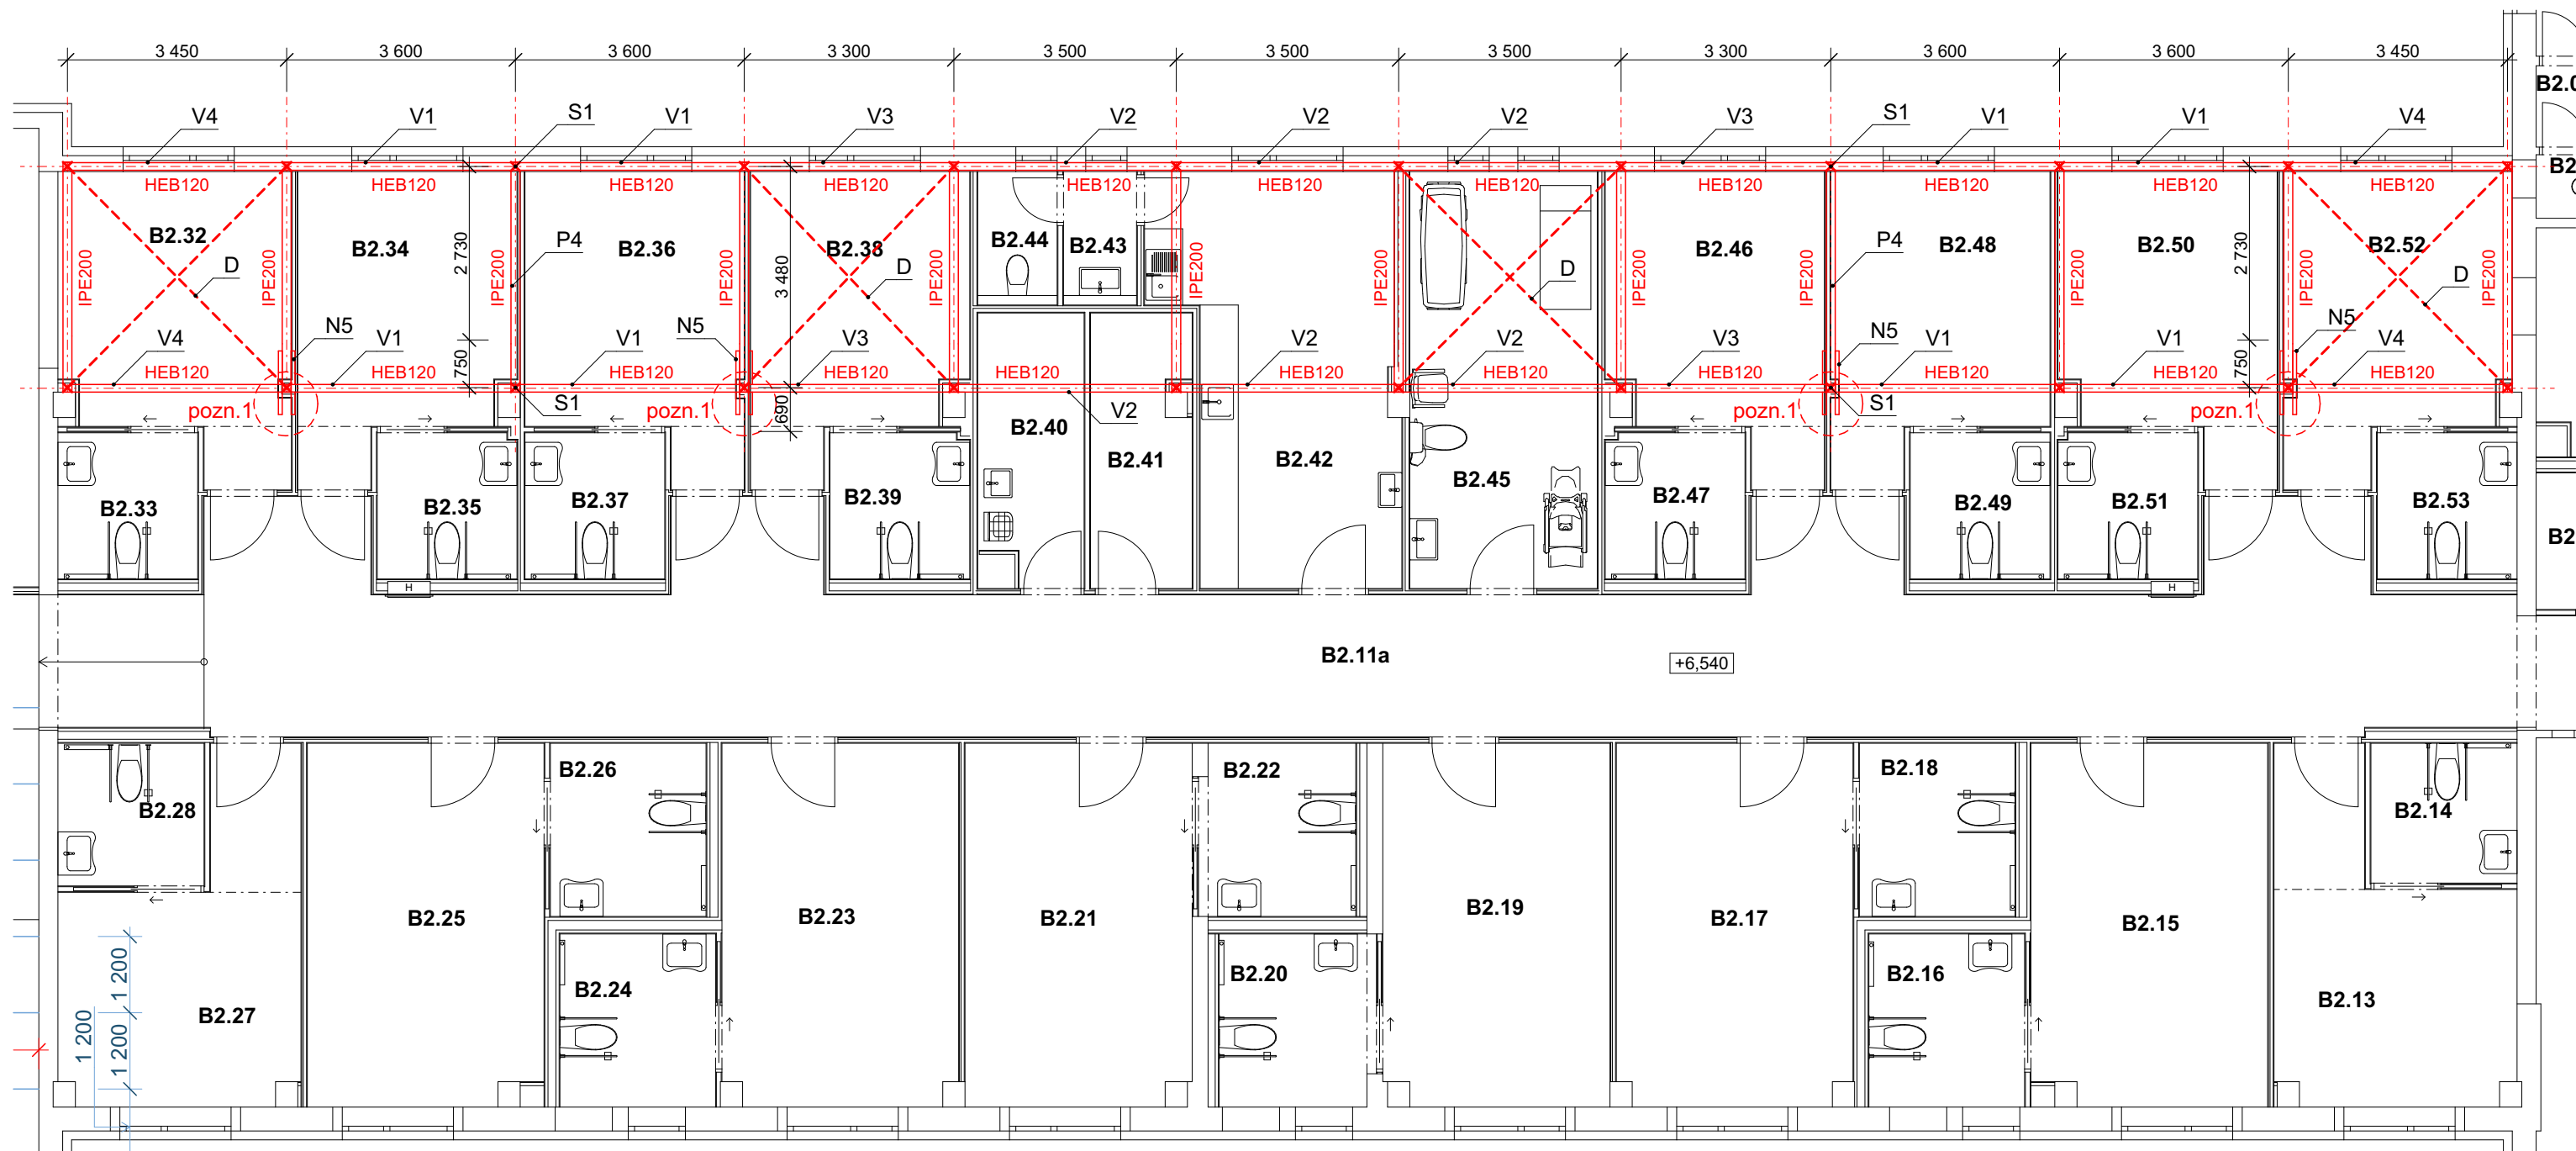 3 450 3 600 3 600 3 300 3 500 3 500 3 500 3 300 3 600 3 600 3 450
V4 V1 S1 V1 V3 V2 V2 V2 V3 S1 V1 V1 V4
HEB120 HEB120 HEB120 HEB120 HEB120 HEB120 HEB120 HEB120 HEB120 HEB120 HEB120
B2.32 B2.34 P4 B2.36 B2.38 B2.44 B2.43 B2.46 P4 B2.48 B2.50 B2.52
IPE200 IPE200 IPE200 IPE200 IPE200 IPE200 IPE200 IPE200 IPE200 IPE200 IPE200 IPE200
D D D D
2 730 3 480 2 730
750 690 750
V4 N5 V1 V1 N5 V3 V2 V2 V3 N5 V1 V1 N5 V4
HEB120 HEB120 HEB120 HEB120 HEB120 HEB120 HEB120 HEB120 HEB120 HEB120 HEB120
pozn.1 S1 pozn.1 V2 pozn.1 S1 pozn.1
B2.40 B2.41 B2.42 B2.45
B2.33 B2.35 B2.37 B2.39 B2.47 B2.49 B2.51 B2.53
H H
B2.11a +6,540
B2.28 B2.26 B2.22 B2.18 B2.14
B2.25 B2.23 B2.21 B2.19 B2.17 B2.15
B2.27 B2.24 B2.20 B2.16 B2.13
1 200
1 200
1 200